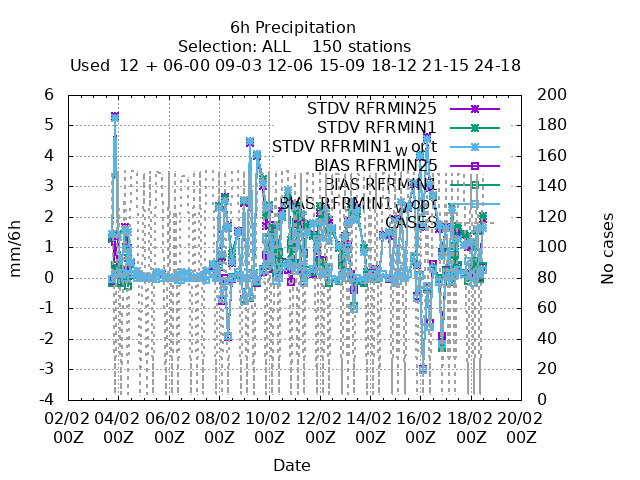 6h Precipitation
Selection: ALL    150 stations
Used  12 + 06-00 09-03 12-06 15-09 18-12 21-15 24-18
6 200
5 180
4 160
3 140
2 120
1 100
0 80
-1 60
-2 40
-3 20
-4 0
mm/6h
No cases
STDV RFRMIN25
STDV RFRMIN1
STDV RFRMIN1wort
BIAS RFRMIN25
BIAS RFRMIN1
BIAS RFRMIN1wopt
CASES
02/02 04/02 06/02 08/02 10/02 12/02 14/02 16/02 18/02 20/02
00Z 00Z 00Z 00Z 00Z 00Z 00Z 00Z 00Z 00Z
Date